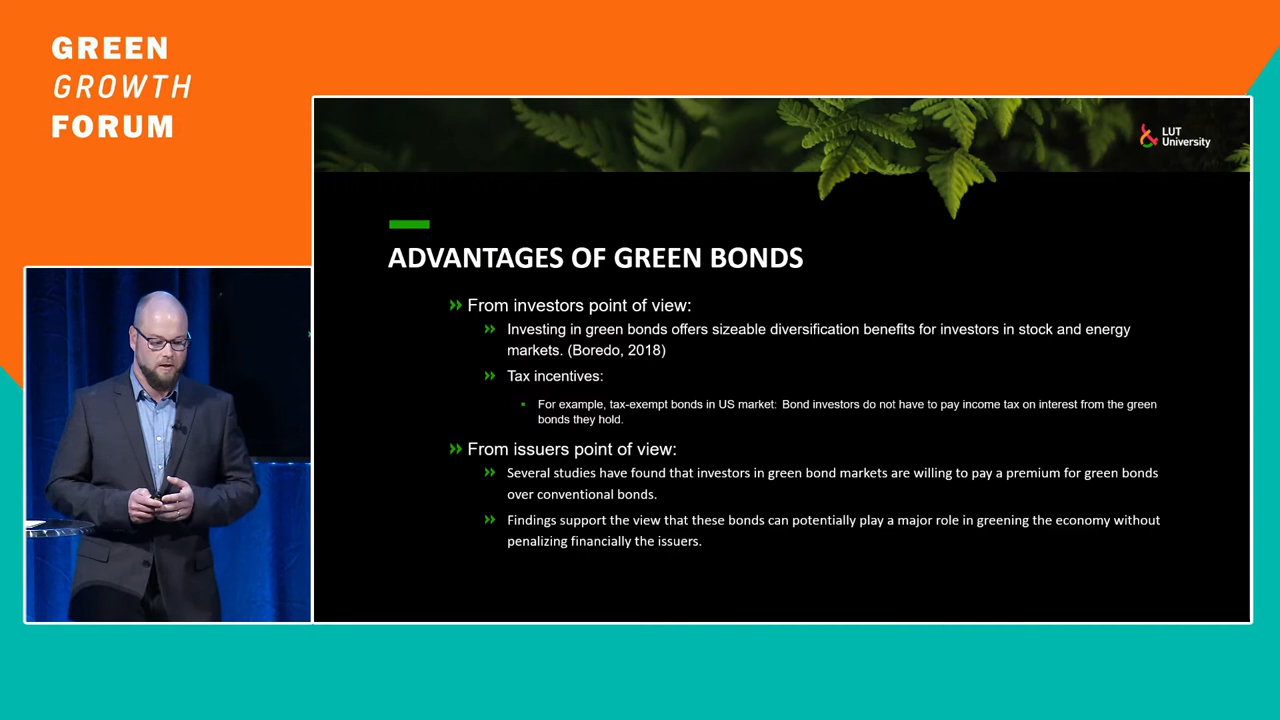 GREEN
GROWTH
FORUM
LUT
University
ADVANTAGES OF GREEN BONDS
From investors point of view:
Investing in green bonds offers sizeable diversification benefits for investors in stock and energy
markets. (Boredo, 2018)
Tax incentives:
For example, tax-exempt bonds in US market: Bond investors do not have to pay income tax on interest from the green
bonds they hold.
From issuers point of view:
Several studies have found that investors in green bond markets are willing to pay a premium for green bonds
over conventional bonds.
Findings support the view that these bonds can potentially play a major role in greening the economy without
penalizing financially the issuers.